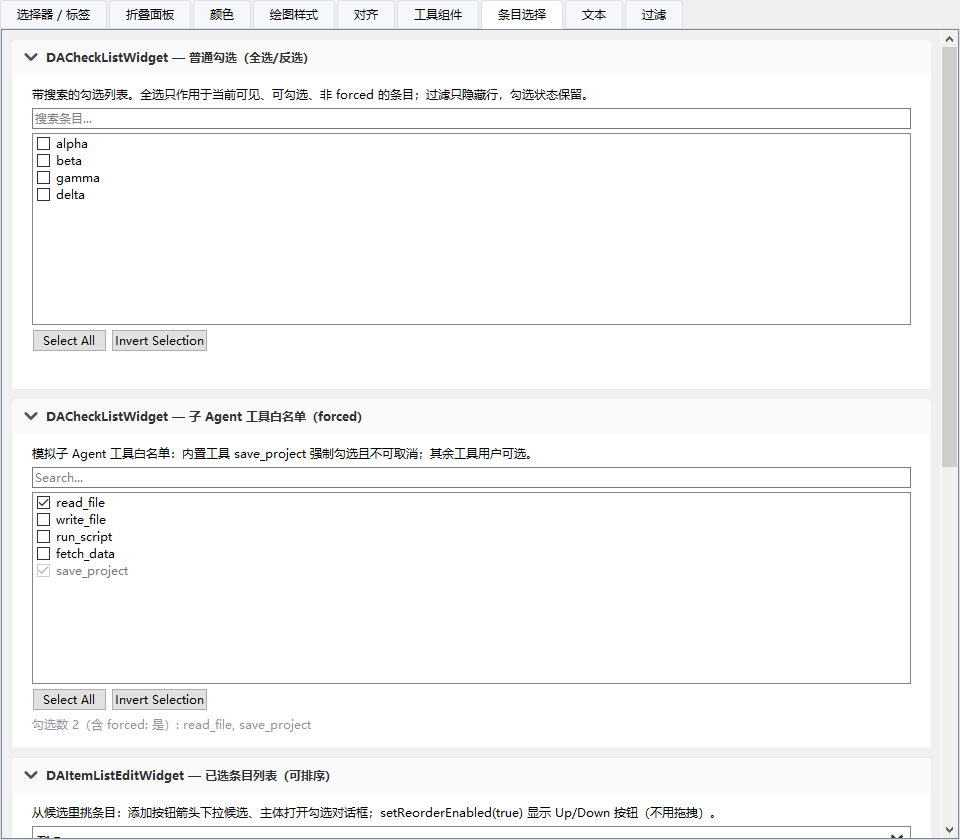 选择器 / 标签 折叠面板 颜色 绘图样式 对齐 工具组件 条目选择 文本 过滤
DACheckListWidget — 普通勾选（全选/反选）
带搜索的勾选列表。全选只作用于当前可见、可勾选、非 forced 的条目；过滤只隐藏行，勾选状态保留。
搜索条目...
alpha
beta
gamma
delta
Select All Invert Selection
DACheckListWidget — 子 Agent 工具白名单（forced）
模拟子 Agent 工具白名单：内置工具 save_project 强制勾选且不可取消；其余工具用户可选。
Search...
read_file
write_file
run_script
fetch_data
save_project
Select All Invert Selection
勾选数 2（含 forced: 是）: read_file, save_project
DAItemListEditWidget — 已选条目列表（可排序）
从候选里挑条目：添加按钮箭头下拉候选、主体打开勾选对话框；setReorderEnabled(true) 显示 Up/Down 按钮（不用拖拽）。